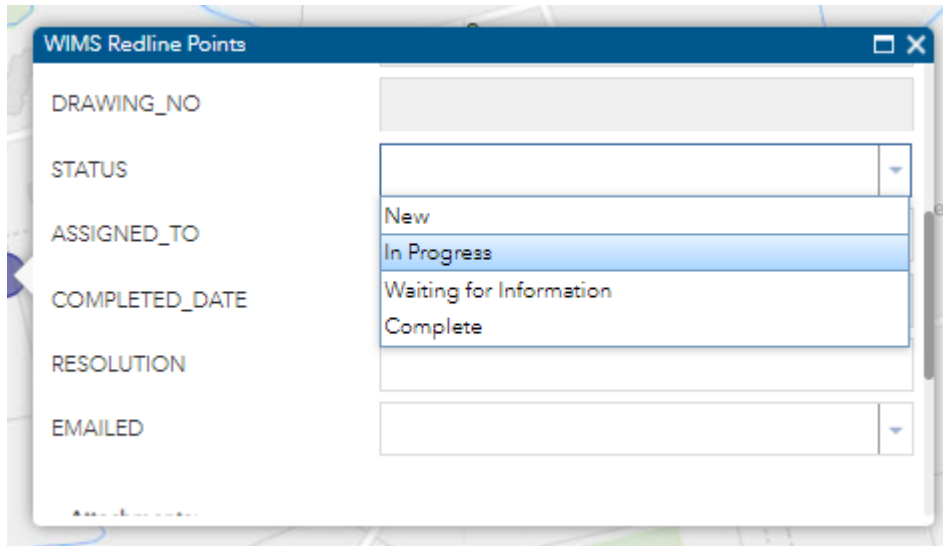 WIMS Redline Points
DRAWING_NO
STATUS
New
ASSIGNED_TO
In Progress
Waiting for Information
COMPLETED_DATE
Complete
RESOLUTION
EMAILED